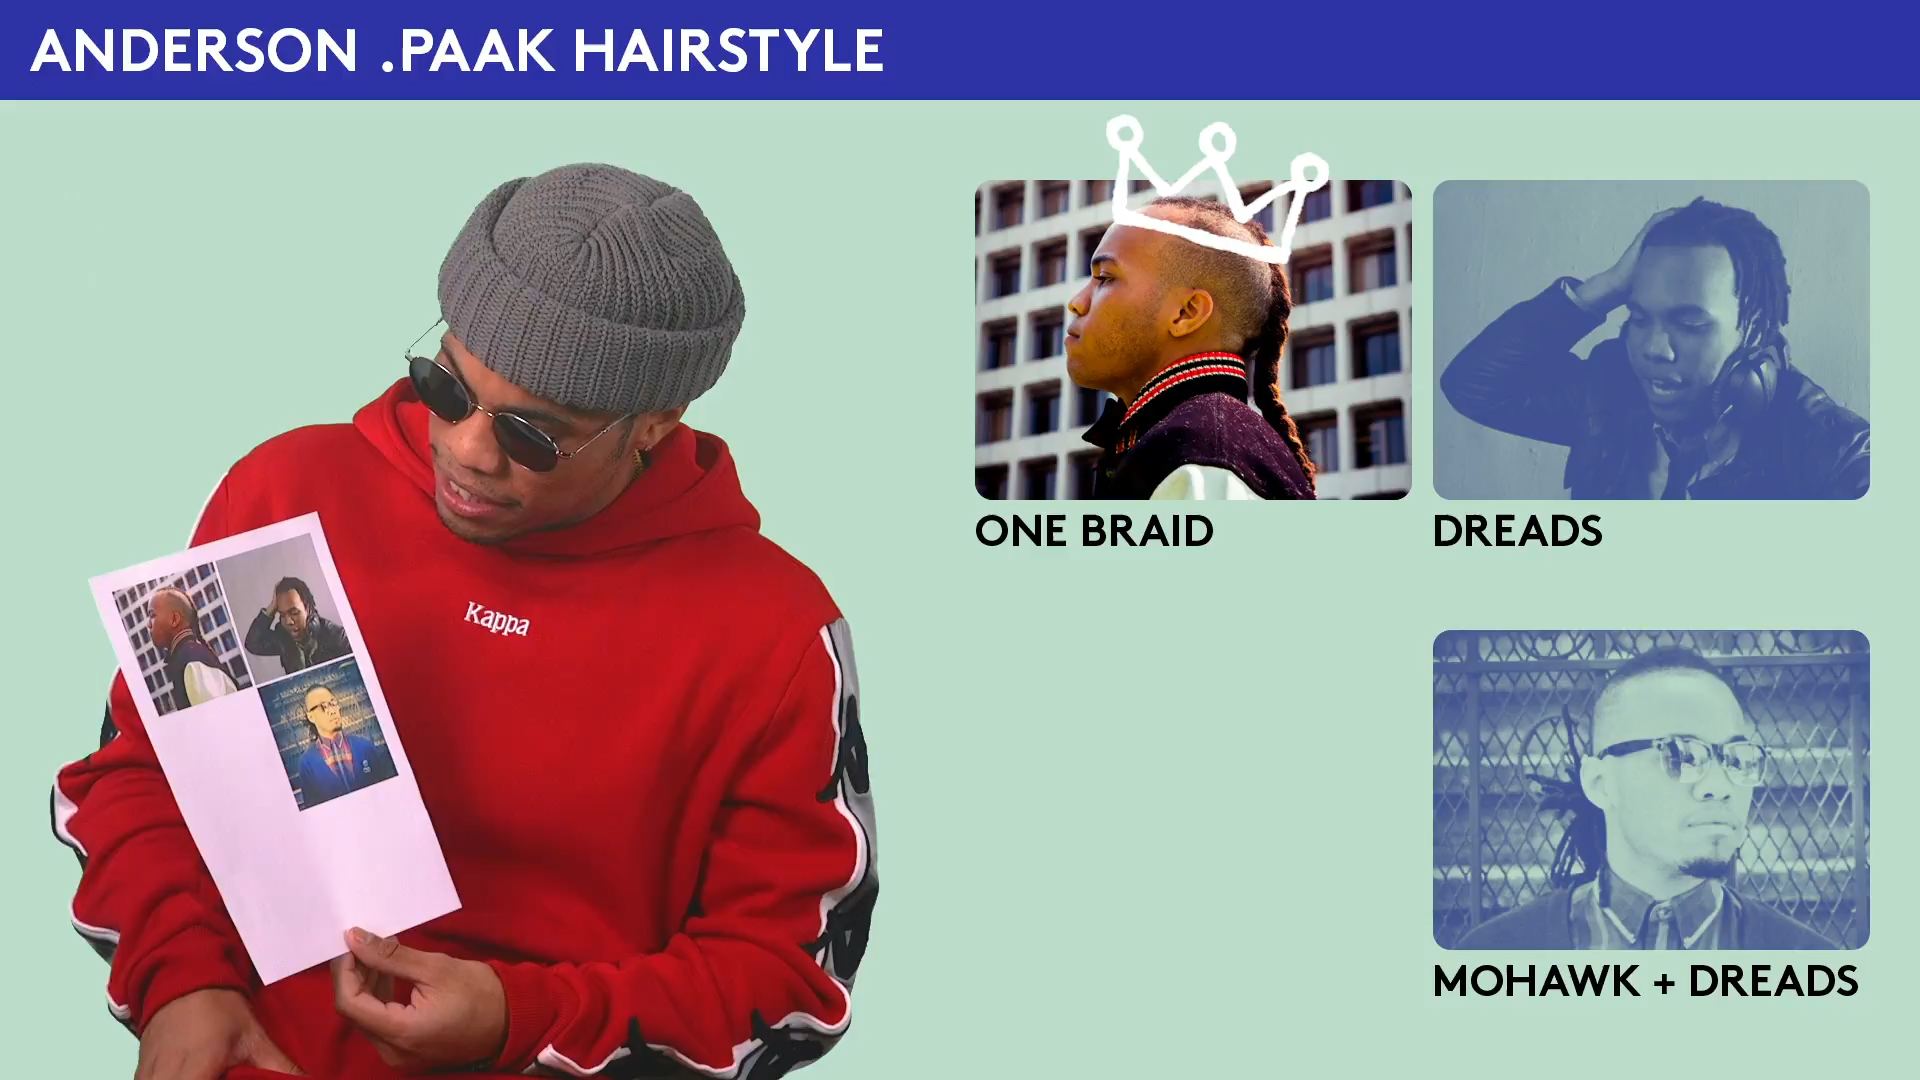 ANDERSON .PAAK HAIRSTYLE
ONE BRAID
DREADS
Kappa
MOHAWK + DREADS